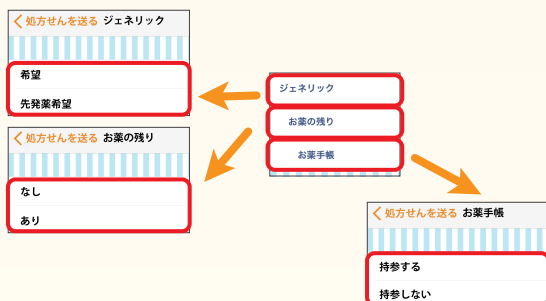 処方せんを送る ジェネリック
希望
先発薬希望
処方せんを送る お薬の残り
なし
あり
ジェネリック
お薬の残り
お薬手帳
処方せんを送る お薬手帳
持参する
持参しない